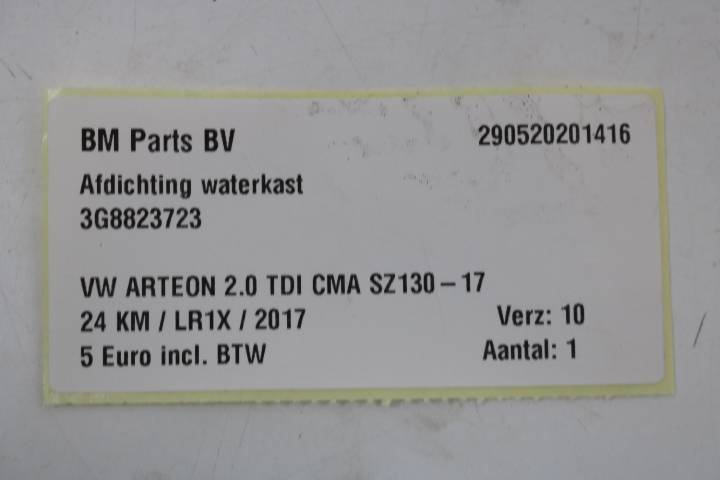 BM Parts BV 290520201416
Afdichting waterkast
3G8823723
VW ARTEON 2.0 TDI CMA SZ130-17
24 KM / LR1X / 2017 Verz: 10
5 Euro incl. BTW Aantal: 1